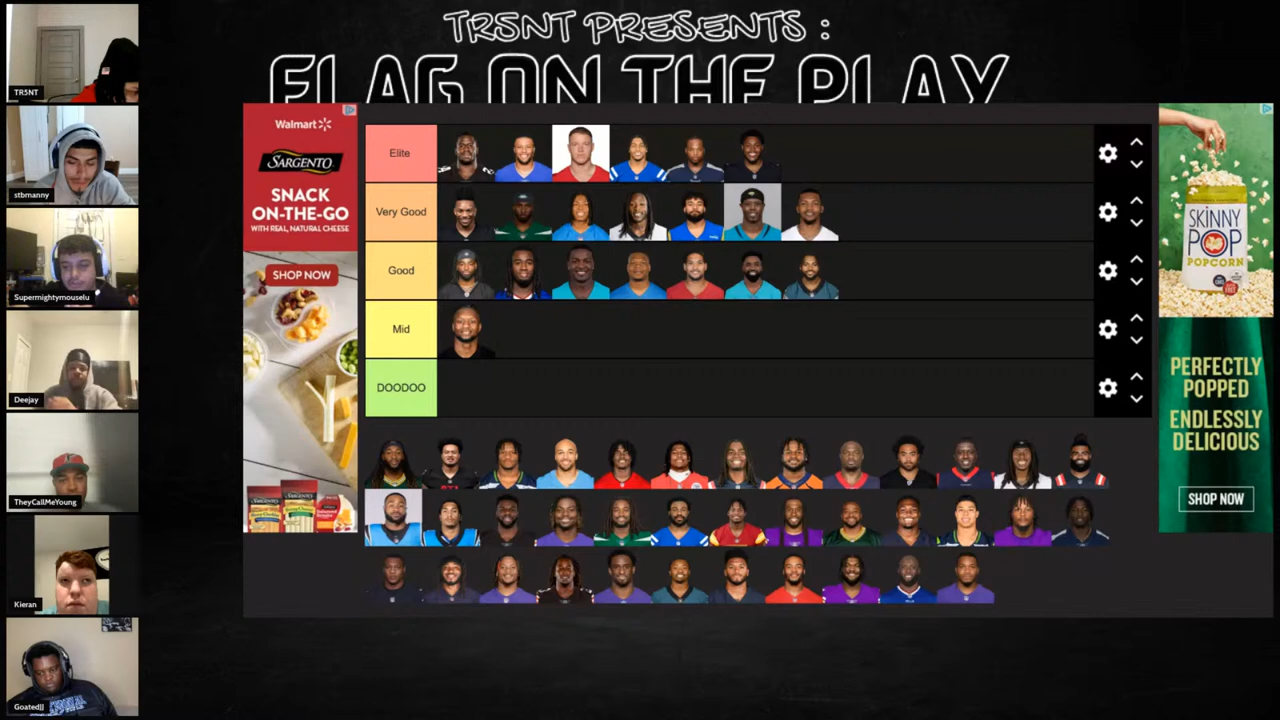 TR5NT PRESENTS :
FLAG ON THE PLAY
TR5NT
stbmanny
Supermightymouselu
Deejay
TheyCallMeYoung
Kieran
GoatedJJ
Walmart
SARGENTO
SNACK
ON-THE-GO
WITH REAL, NATURAL CHEESE
SHOP NOW
Elite
Very Good
Good
Mid
DOODOO
SKINNY
POP
POPCORN
PERFECTLY
POPPED
ENDLESSLY
DELICIOUS
SHOP NOW